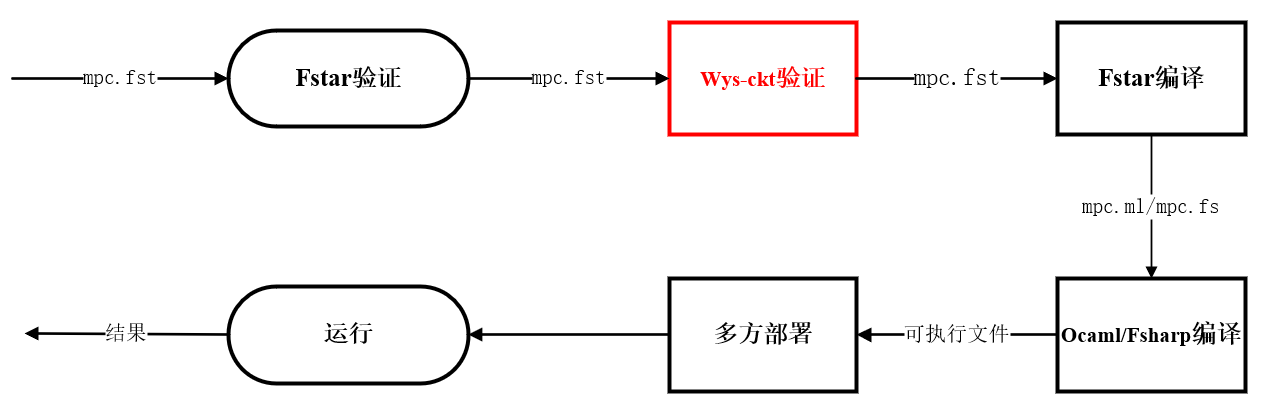 mpc.fst
Fstar验证
mpc.fst
Wys-ckt验证
mpc.fst
Fstar编译
mpc.ml/mpc.fs
Ocaml/Fsharp编译
可执行文件
多方部署
运行
结果